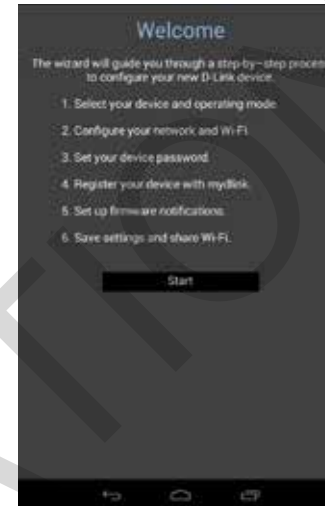 Welcome
The wizard will guide you through a step-by-step process
to configure your new D-Link device.
1. Select your device and operating mode.
2. Configure your network and Wi-Fi.
3. Set your device password.
4. Register your device with mydlink.
5. Set up firmware notifications.
6. Save settings and share Wi-Fi.
Start